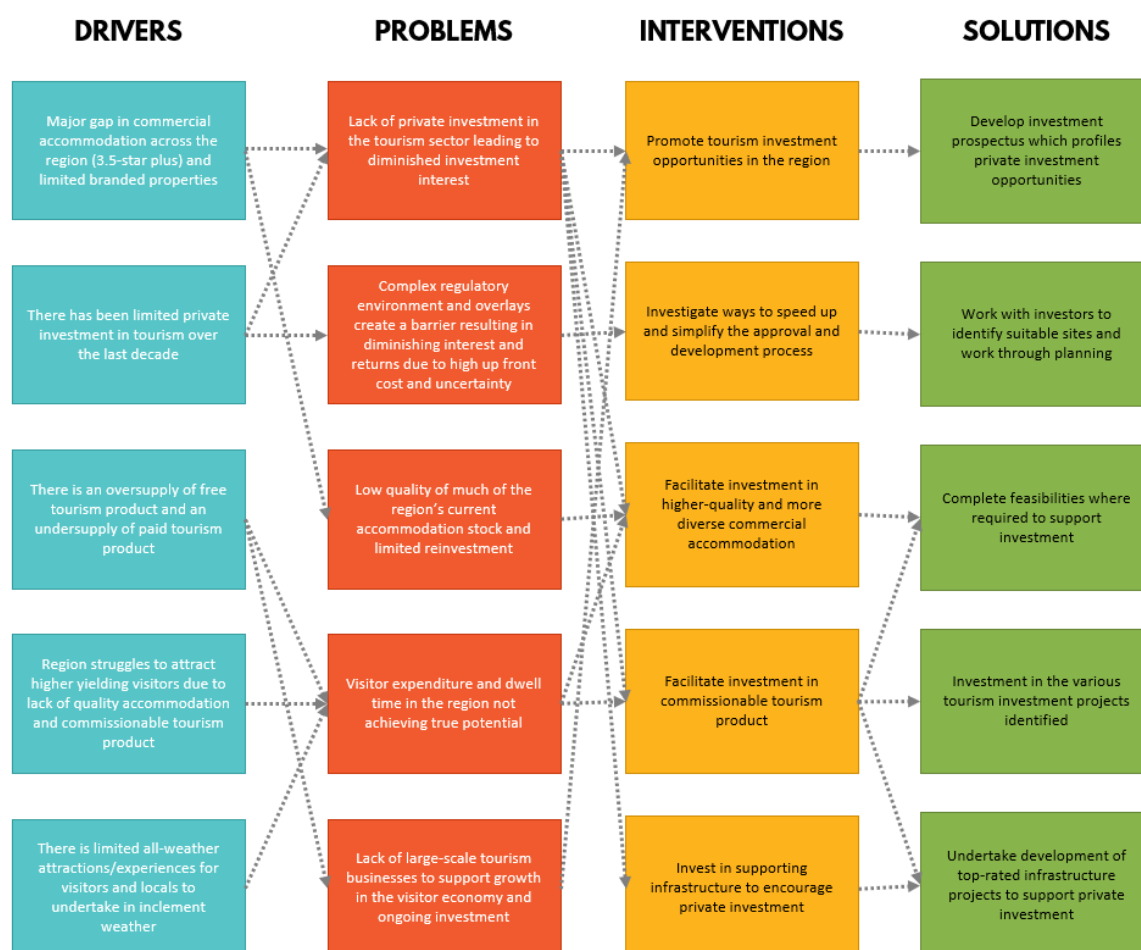 DRIVERS
PROBLEMS
INTERVENTIONS
SOLUTIONS
Major gap in commercial
accommodation across the
region (3.5-star plus) and
limited branded properties
Lack of private investment in
the tourism sector leading to
diminished investment
interest
Promote tourism investment
opportunities in the region
Develop investment
prospectus which profiles
private investment
opportunities
There has been limited private
investment in tourism over
the last decade
Complex regulatory
environment and overlays
create a barrier resulting in
diminishing interest and
returns due to high up front
cost and uncertainty
Investigate ways to speed up
and simplify the approval and
development process
Work with investors to
identify suitable sites and
work through planning
There is an oversupply of free
tourism product and an
undersupply of paid tourism
product
Low quality of much of the
region's current
accommodation stock and
limited reinvestment
Facilitate investment in
higher-quality and more
diverse commercial
accommodation
Complete feasibilities where
required to support
investment
Region struggles to attract
higher yielding visitors due to
lack of quality accommodation
and commissionable tourism
product
Visitor expenditure and dwell
time in the region not
achieving true potential
Facilitate investment in
commissionable tourism
product
Investment in the various
tourism investment projects
identified
There is limited all-weather
attractions/experiences for
visitors and locals to
undertake in inclement
weather
Lack of large-scale tourism
businesses to support growth
in the visitor economy and
ongoing investment
Invest in supporting
infrastructure to encourage
private investment
Undertake development of
top-rated infrastructure
projects to support private
investment